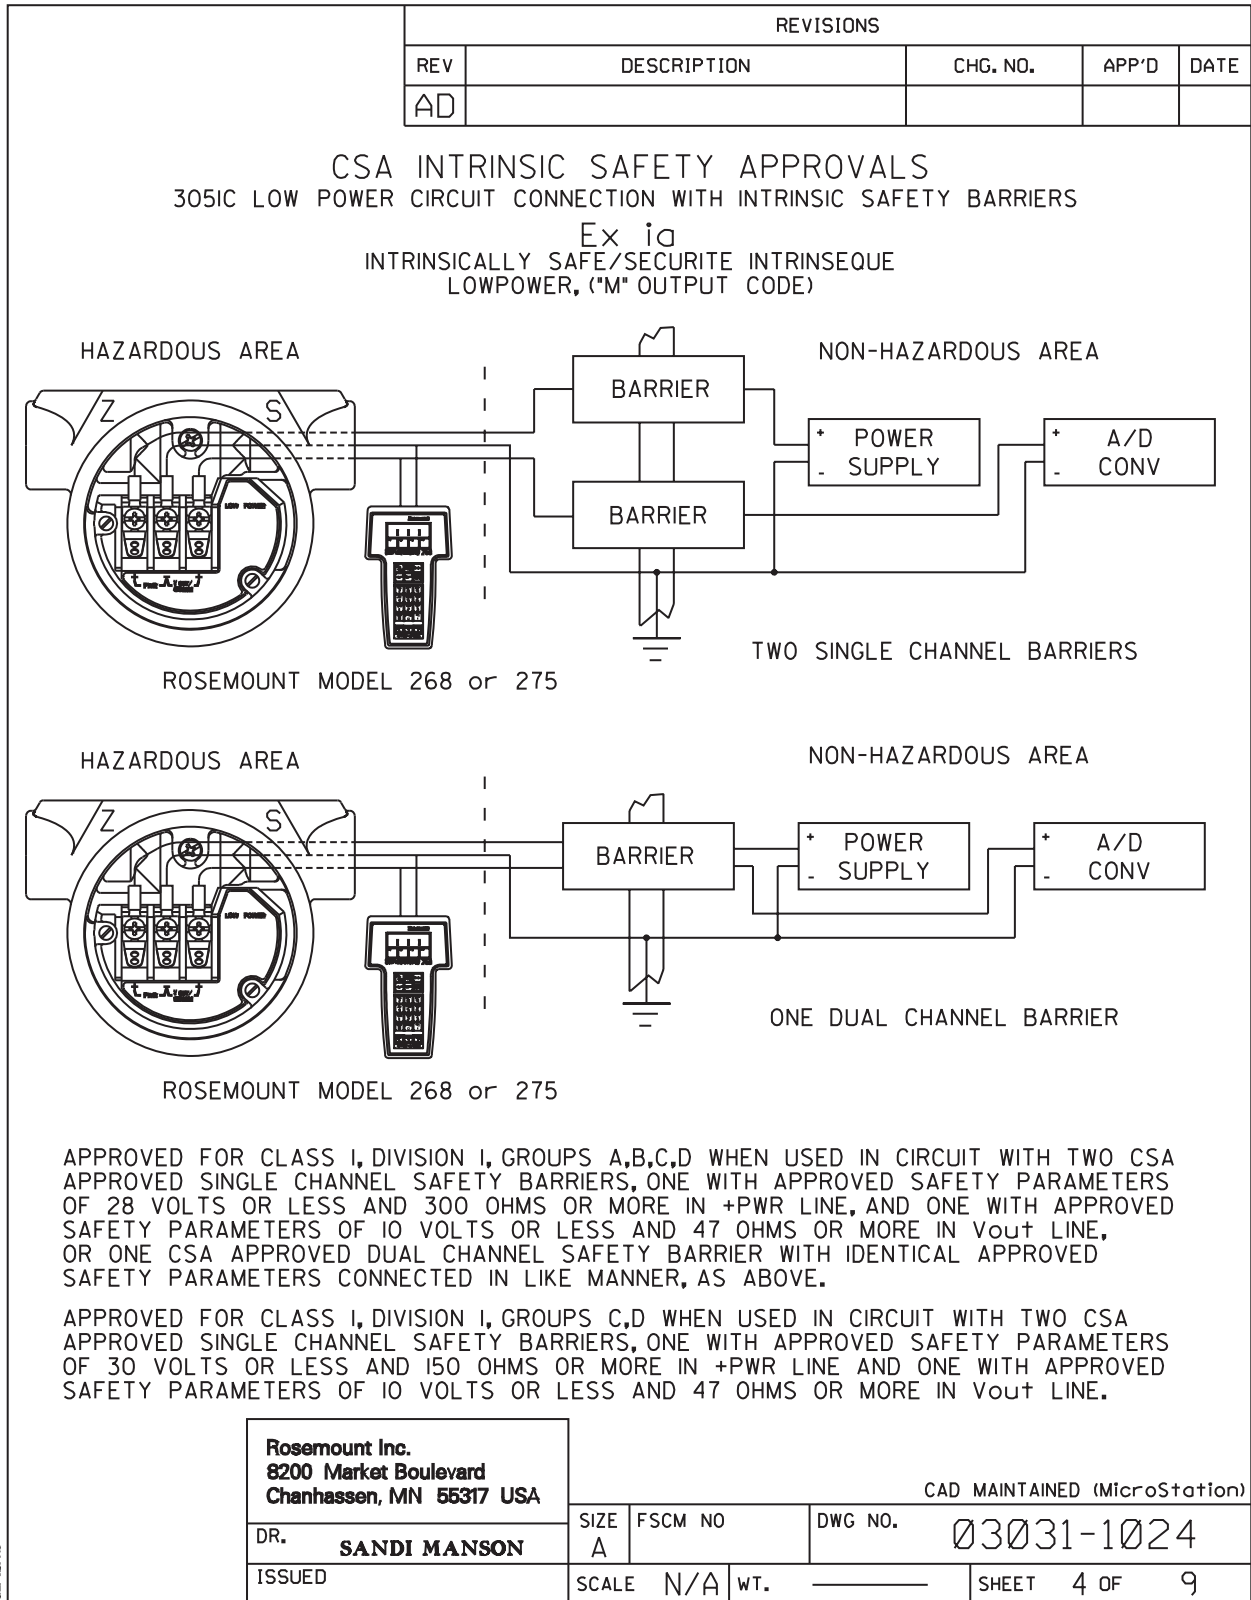 REVISIONS
REV DESCRIPTION CHG. NO. APP'D DATE
AD
CSA INTRINSIC SAFETY APPROVALS
3051C LOW POWER CIRCUIT CONNECTION WITH INTRINSIC SAFETY BARRIERS
Ex ia
INTRINSICALLY SAFE/SECURITE INTRINSEQUE
LOWPOWER, ("M" OUTPUT CODE)
HAZARDOUS AREA
NON-HAZARDOUS AREA
BARRIER
Z S
LOW POWER
+ POWER
- SUPPLY
+ A/D
- CONV
BARRIER
TWO SINGLE CHANNEL BARRIERS
ROSEMOUNT MODEL 268 or 275
HAZARDOUS AREA
NON-HAZARDOUS AREA
Z S
LOW POWER
BARRIER
+ POWER
- SUPPLY
+ A/D
- CONV
ONE DUAL CHANNEL BARRIER
ROSEMOUNT MODEL 268 or 275
APPROVED FOR CLASS I, DIVISION I, GROUPS A,B,C,D WHEN USED IN CIRCUIT WITH TWO CSA
APPROVED SINGLE CHANNEL SAFETY BARRIERS, ONE WITH APPROVED SAFETY PARAMETERS
OF 28 VOLTS OR LESS AND 300 OHMS OR MORE IN +PWR LINE, AND ONE WITH APPROVED
SAFETY PARAMETERS OF 10 VOLTS OR LESS AND 47 OHMS OR MORE IN Vout LINE,
OR ONE CSA APPROVED DUAL CHANNEL SAFETY BARRIER WITH IDENTICAL APPROVED
SAFETY PARAMETERS CONNECTED IN LIKE MANNER, AS ABOVE.
APPROVED FOR CLASS I, DIVISION I, GROUPS C,D WHEN USED IN CIRCUIT WITH TWO CSA
APPROVED SINGLE CHANNEL SAFETY BARRIERS, ONE WITH APPROVED SAFETY PARAMETERS
OF 30 VOLTS OR LESS AND 150 OHMS OR MORE IN +PWR LINE AND ONE WITH APPROVED
SAFETY PARAMETERS OF 10 VOLTS OR LESS AND 47 OHMS OR MORE IN Vout LINE.
Rosemount Inc.
8200 Market Boulevard
Chanhassen, MN 55317 USA
CAD MAINTAINED (MicroStation)
DR. SANDI MANSON
SIZE A FSCM NO DWG NO. 03031-1024
ISSUED
SCALE N/A WT. SHEET 4 OF 9